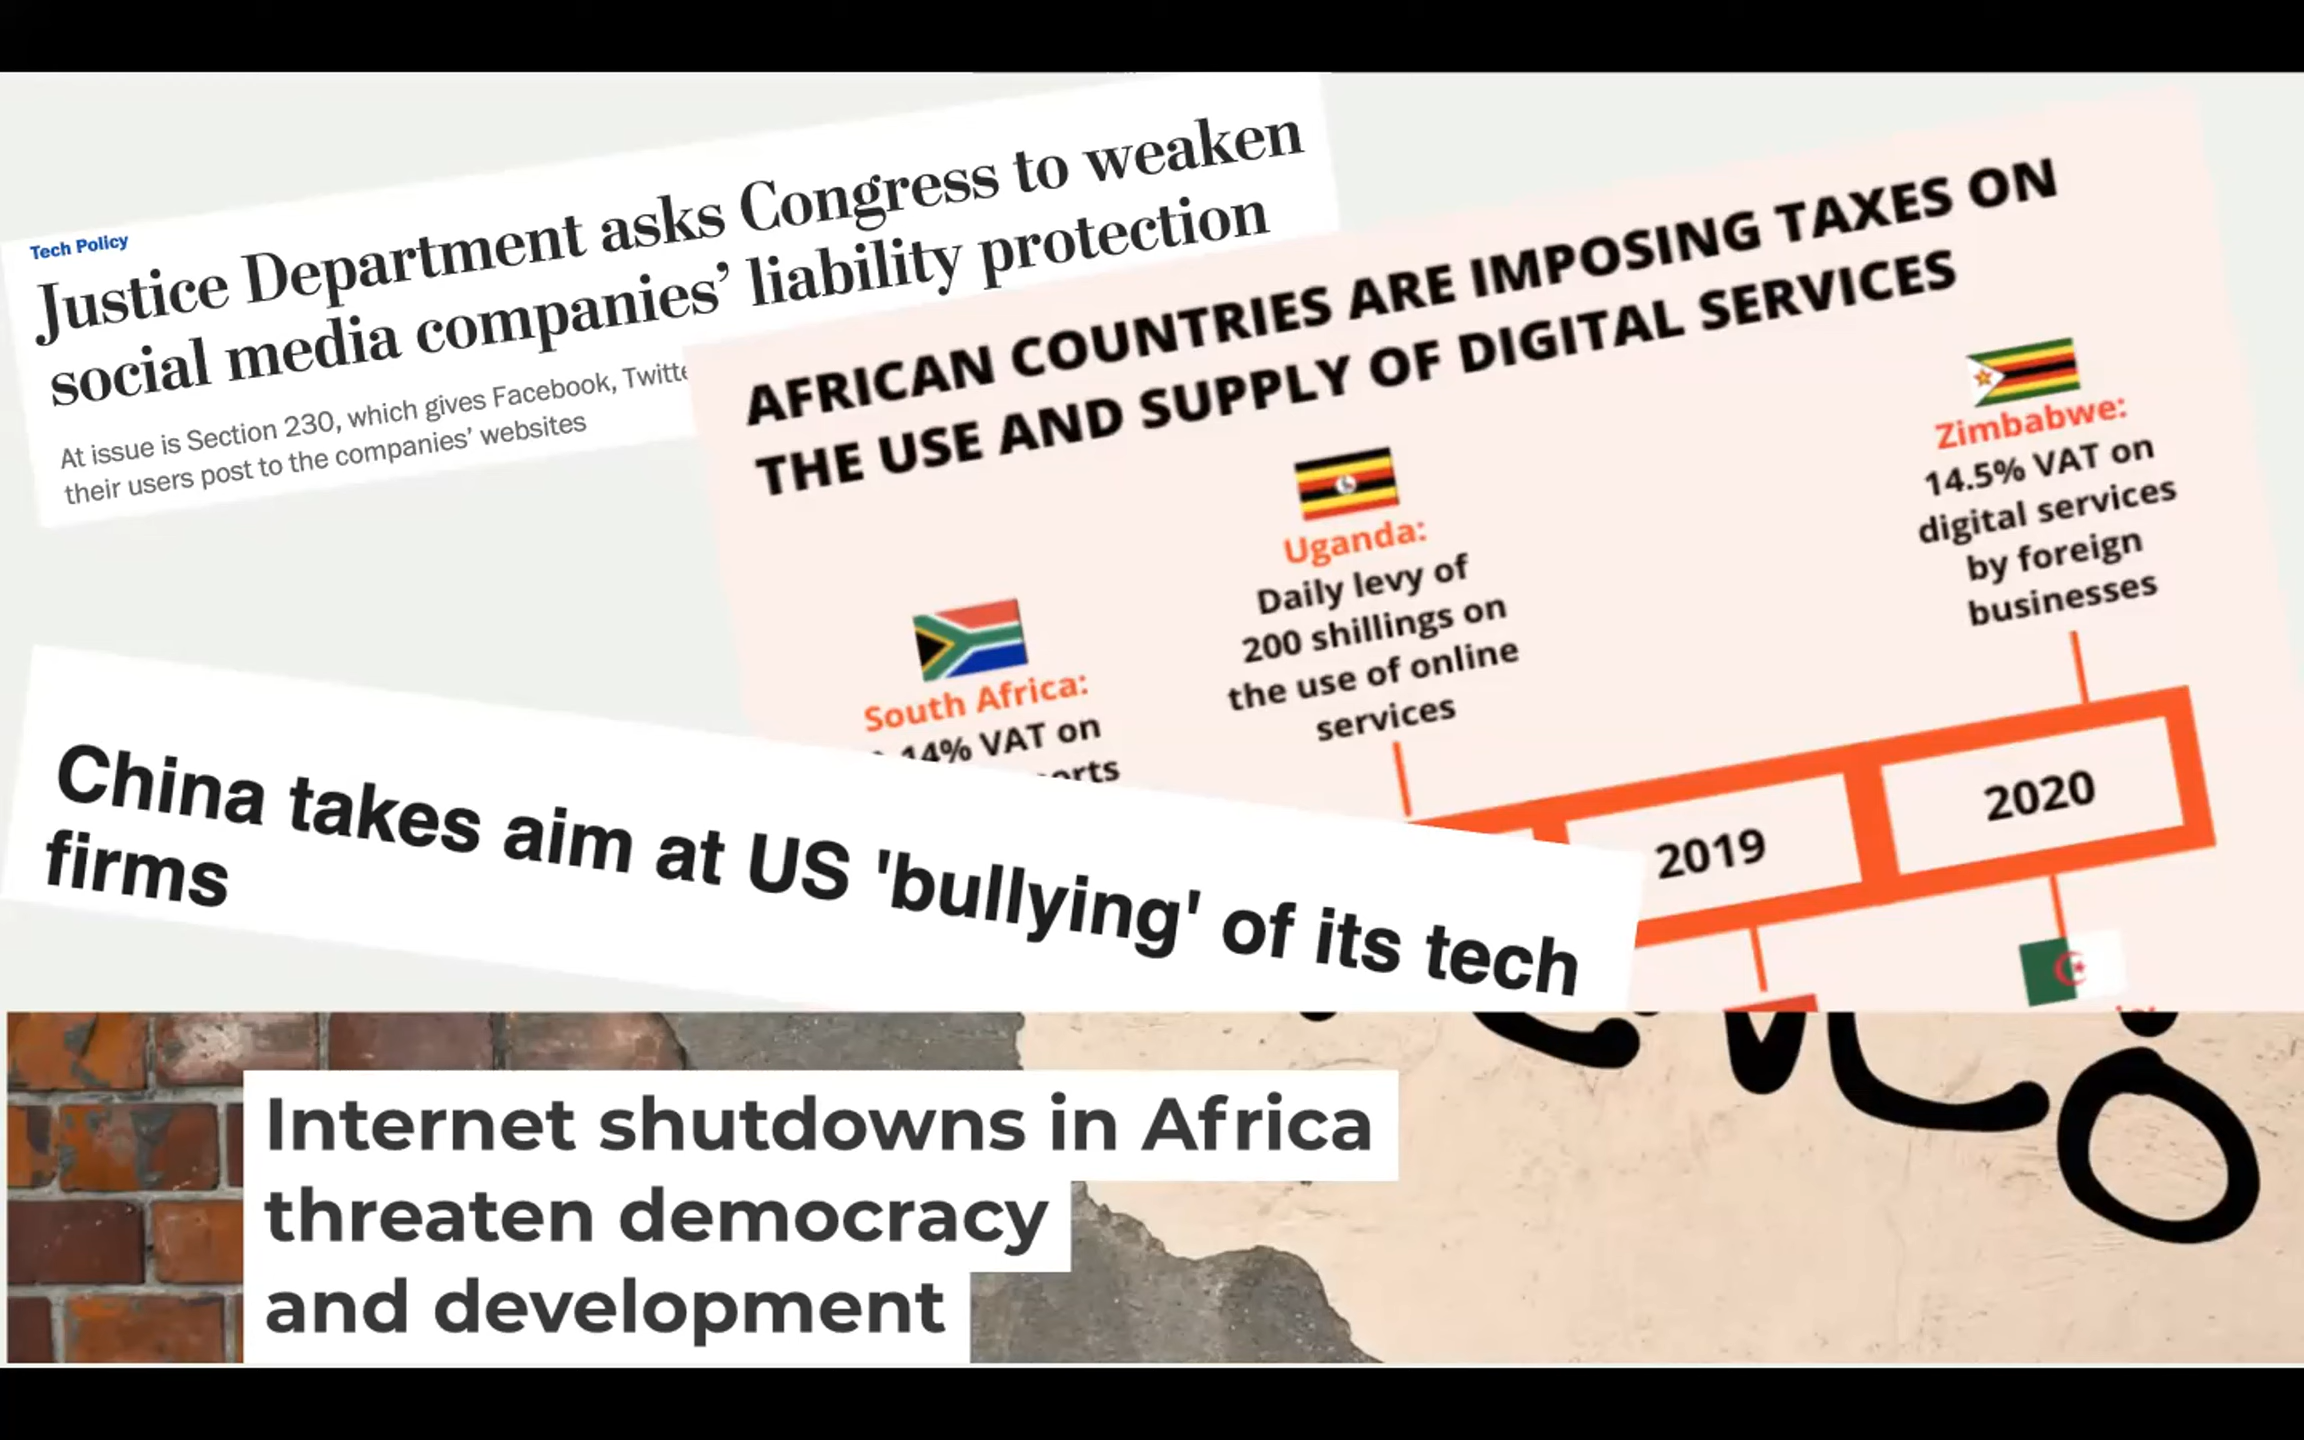 Tech Policy
Justice Department asks Congress to weaken
social media companies’ liability protection
At issue is Section 230, which gives Facebook,
their users post to the companies’ websites
AFRICAN COUNTRIES ARE IMPOSING TAXES ON
THE USE AND SUPPLY OF DIGITAL SERVICES
South Africa:
14% VAT on
Uganda:
Daily levy of
200 shillings on
the use of online
services
Zimbabwe:
14.5% VAT on
digital services
by foreign
businesses
2019
2020
China takes aim at US 'bullying' of its tech
firms
Internet shutdowns in Africa
threaten democracy
and development